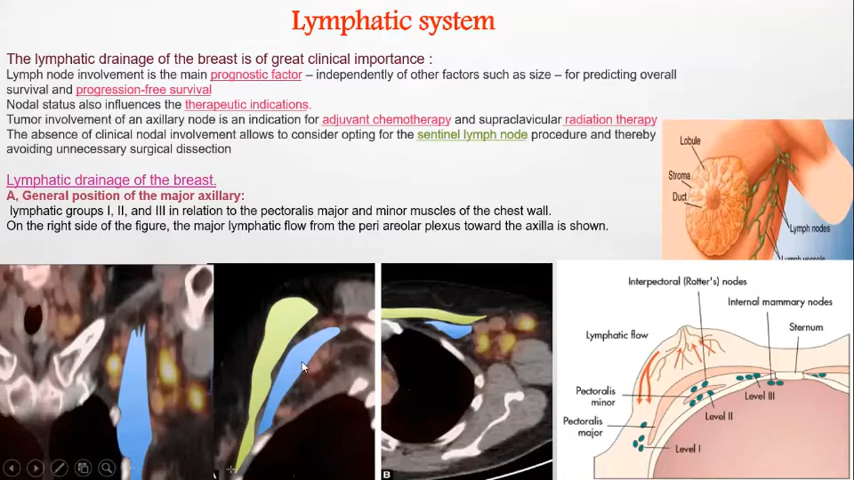 Lymphatic system
The lymphatic drainage of the breast is of great clinical importance :
Lymph node involvement is the main prognostic factor – independently of other factors such as size – for predicting overall
survival and progression-free survival
Nodal status also influences the therapeutic indications.
Tumor involvement of an axillary node is an indication for adjuvant chemotherapy and supraclavicular radiation therapy
The absence of clinical nodal involvement allows to consider opting for the sentinel lymph node procedure and thereby
avoiding unnecessary surgical dissection
Lymphatic drainage of the breast.
A, General position of the major axillary:
lymphatic groups I, II, and III in relation to the pectoralis major and minor muscles of the chest wall.
On the right side of the figure, the major lymphatic flow from the peri areolar plexus toward the axilla is shown.
Lobule
Stroma
Duct
Lymph nodes
Interpectoral (Rotter's) nodes
Internal mammary nodes
Sternum
Lymphatic flow
Pectoralis
minor
Pectoralis
major
Level III
Level II
Level I
B